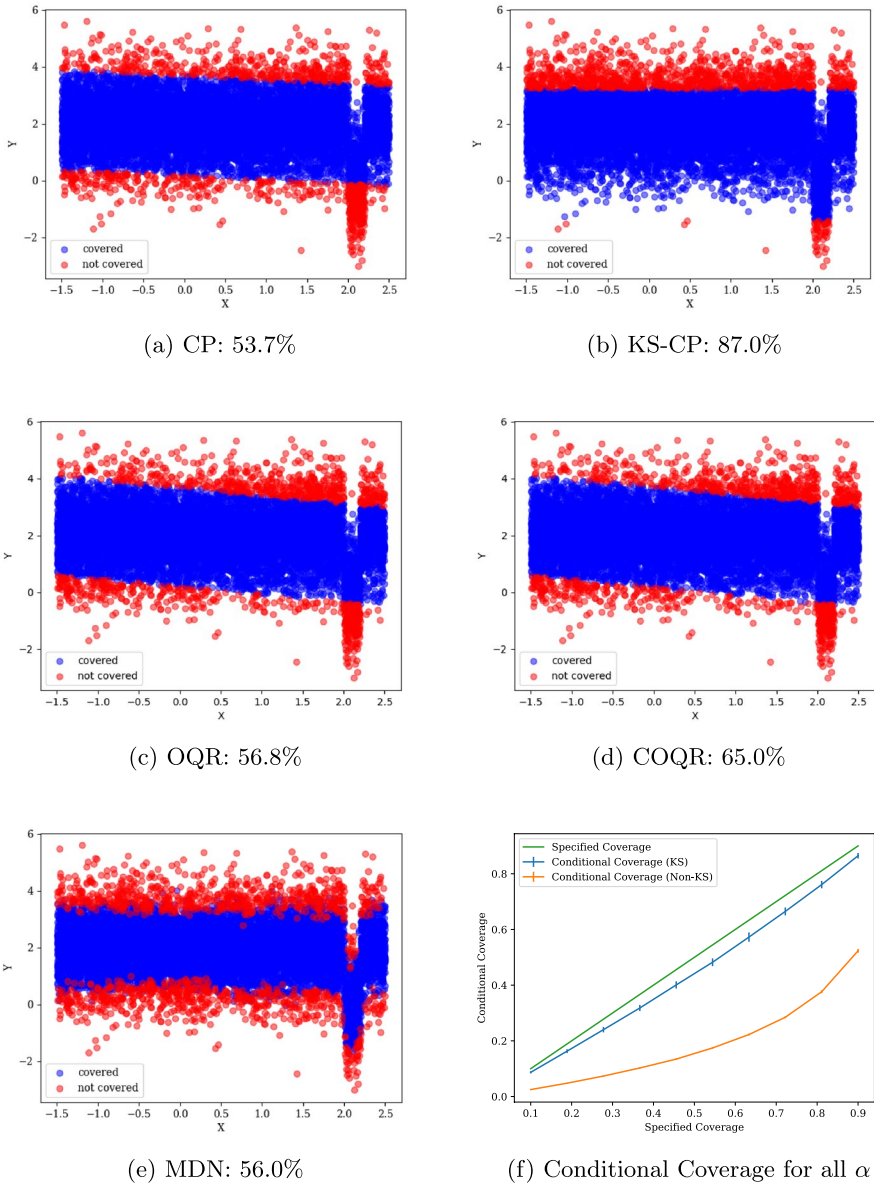 6
4
2
0
−2
Y
covered
not covered
−1.5 −1.0 −0.5 0.0 0.5 1.0 1.5 2.0 2.5
X
(a) CP: 53.7%
6
4
2
0
−2
Y
covered
not covered
−1.5 −1.0 −0.5 0.0 0.5 1.0 1.5 2.0 2.5
X
(b) KS-CP: 87.0%
6
4
2
0
−2
Y
covered
not covered
−1.5 −1.0 −0.5 0.0 0.5 1.0 1.5 2.0 2.5
X
(c) OQR: 56.8%
6
4
2
0
−2
Y
covered
not covered
−1.5 −1.0 −0.5 0.0 0.5 1.0 1.5 2.0 2.5
X
(d) COQR: 65.0%
6
4
2
0
−2
Y
covered
not covered
−1.5 −1.0 −0.5 0.0 0.5 1.0 1.5 2.0 2.5
X
(e) MDN: 56.0%
Specified Coverage
Conditional Coverage (KS)
Conditional Coverage (Non-KS)
0.8
0.6
0.4
0.2
0.0
Conditional Coverage
0.1 0.2 0.3 0.4 0.5 0.6 0.7 0.8 0.9
Specified Coverage
(f) Conditional Coverage for all α